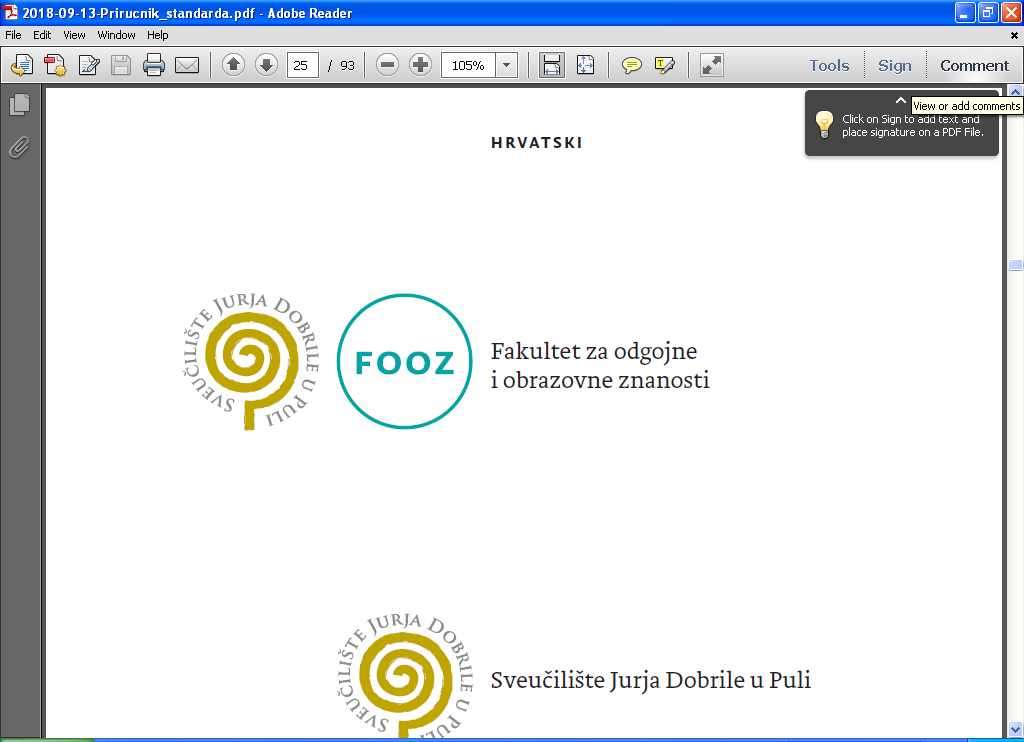 2018-09-13-Prirucnik_standarda.pdf - Adobe Reader
File Edit View Window Help
25 / 93 105% Tools Sign Comment
View or add comments
Click on Sign to add text and
place signature on a PDF File.
HRVATSKI
SVEUČILIŠTE JURJA DOBRILE U PULI
FOOZ
Fakultet za odgojne
i obrazovne znanosti
SVEUČILIŠTE JURJA DOBRILE U PULI
Sveučilište Jurja Dobrile u Puli